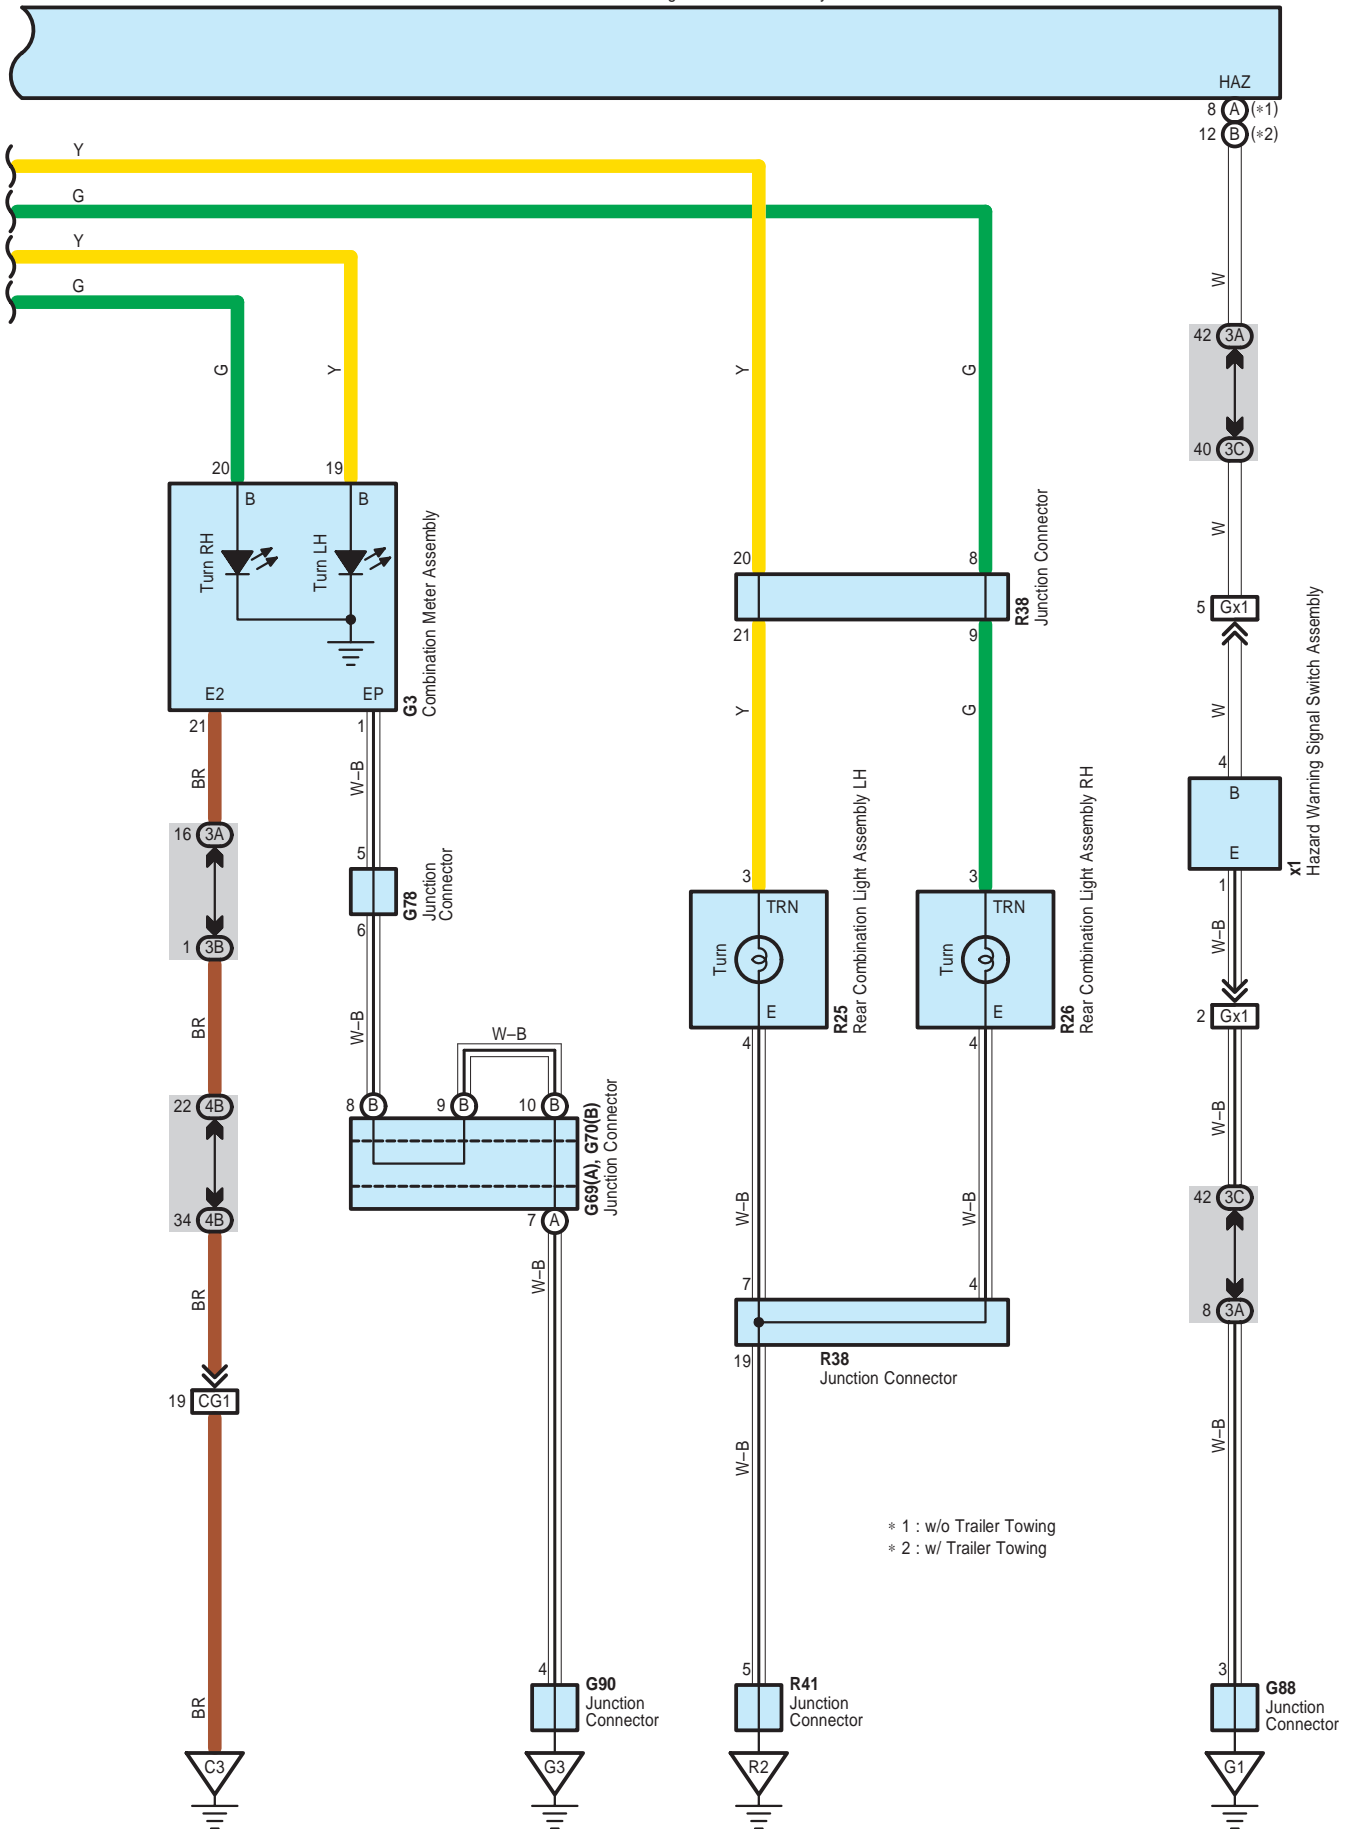 HAZ
8 A (*1)
12 B (*2)
Y
G
Y
G
W
42 3A
G
Y
Y
G
40 3C
20
19
B
B
W
Turn RH
Turn LH
Combination Meter Assembly
G3
20
8
R38
Junction Connector
5 Gx1
21
9
E2
EP
21
1
Y
G
W
BR
W–B
4
B
E
x1
Hazard Warning Signal Switch Assembly
16 3A
5
G78
Junction
Connector
3
3
1
TRN
TRN
Turn
Turn
R25
Rear Combination Light Assembly LH
R26
Rear Combination Light Assembly RH
W–B
6
1 3B
E
E
2 Gx1
BR
W–B
W–B
4
4
22 4B
8 B
9 B
10 B
G69(A), G70(B)
Junction Connector
W–B
42 3C
34 4B
7 A
W–B
W–B
W–B
BR
7
4
8 3A
19
R38
Junction Connector
19 CG1
W–B
W–B
* 1 : w/o Trailer Towing
* 2 : w/ Trailer Towing
BR
4
G90
Junction
Connector
5
R41
Junction
Connector
3
G88
Junction
Connector
C3
G3
R2
G1